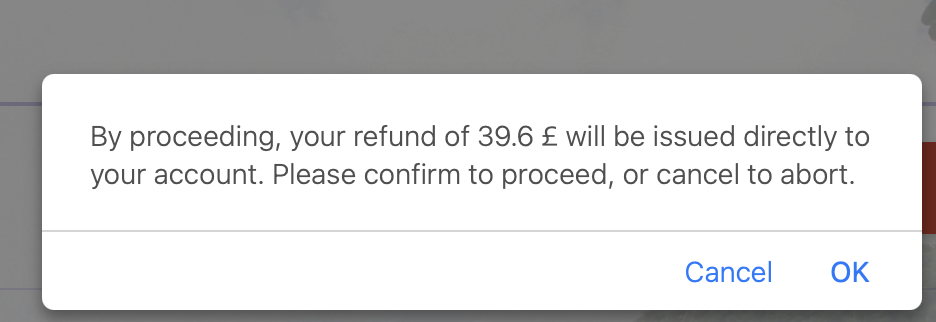 By proceeding, your refund of 39.6 £ will be issued directly to
your account. Please confirm to proceed, or cancel to abort.
Cancel OK